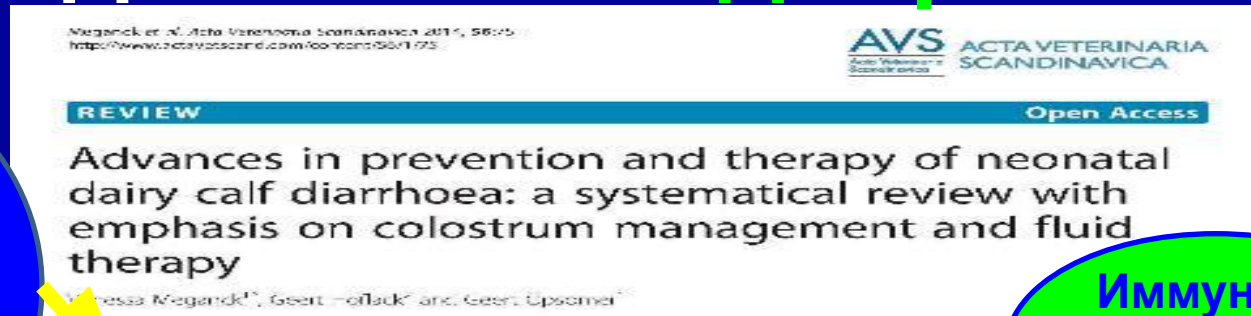 Meganck et al. Acta Veterinaria Scandinavica 2014, 56:75
http://www.actavetscand.com/content/56/1/75
AVS ACTA VETERINARIA
SCANDINAVICA
REVIEW Open Access
Advances in prevention and therapy of neonatal
dairy calf diarrhoea: a systematical review with
emphasis on colostrum management and fluid
therapy
Meganck, Geert Hoflack and Geert Opsomer
Иммун